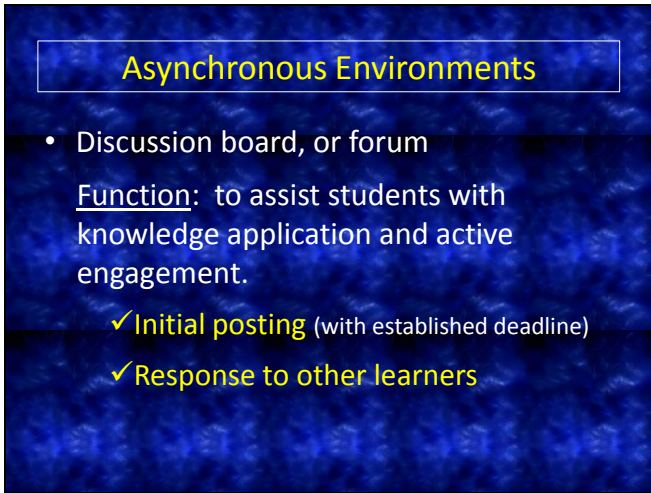 Asynchronous Environments
• Discussion board, or forum
Function: to assist students with
knowledge application and active
engagement.
✓Initial posting (with established deadline)
✓Response to other learners